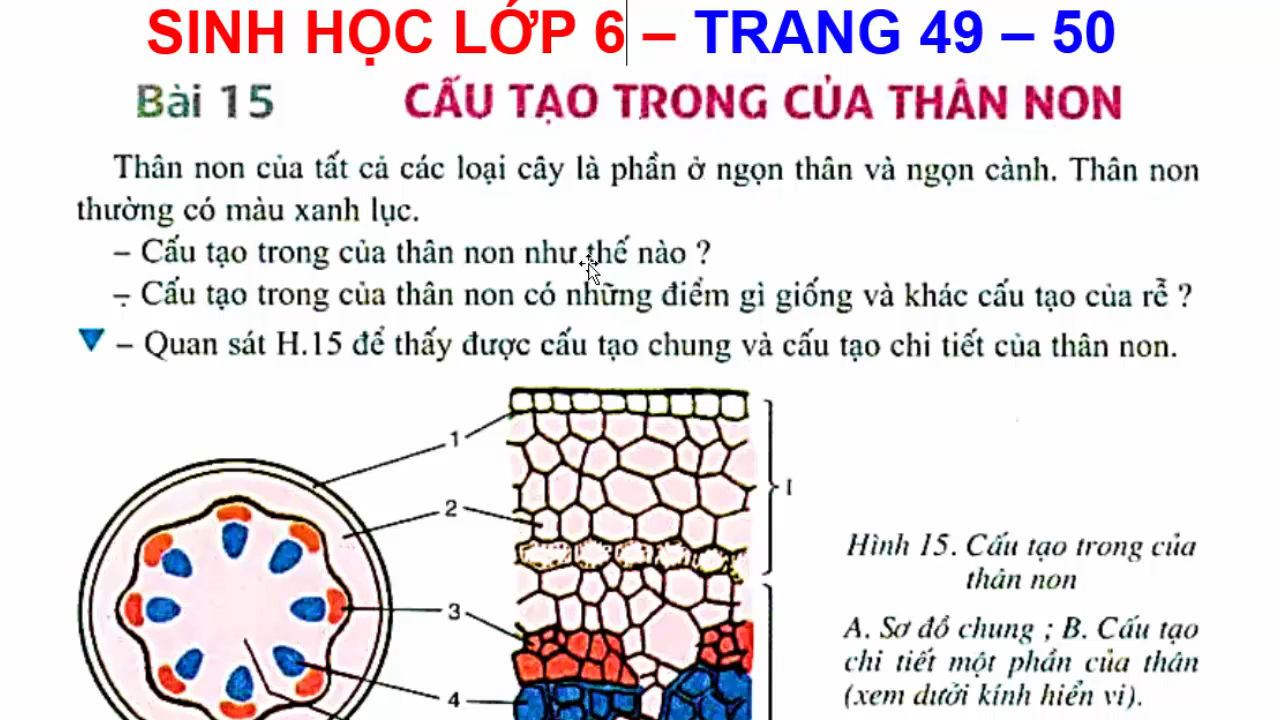 SINH HỌC LỚP 6 – TRANG 49 – 50
Bài 15 CẤU TẠO TRONG CỦA THÂN NON
Thân non của tất cả các loại cây là phần ở ngọn thân và ngọn cành. Thân non
thường có màu xanh lục.
– Cấu tạo trong của thân non như thế nào ?
– Cấu tạo trong của thân non có những điểm gì giống và khác cấu tạo của rễ ?
– Quan sát H.15 để thấy được cấu tạo chung và cấu tạo chi tiết của thân non.
1
I
2
Hình 15. Cấu tạo trong của
thân non
3
A. Sơ đồ chung ; B. Cấu tạo
chi tiết một phần của thân
(xem dưới kính hiển vi).
4